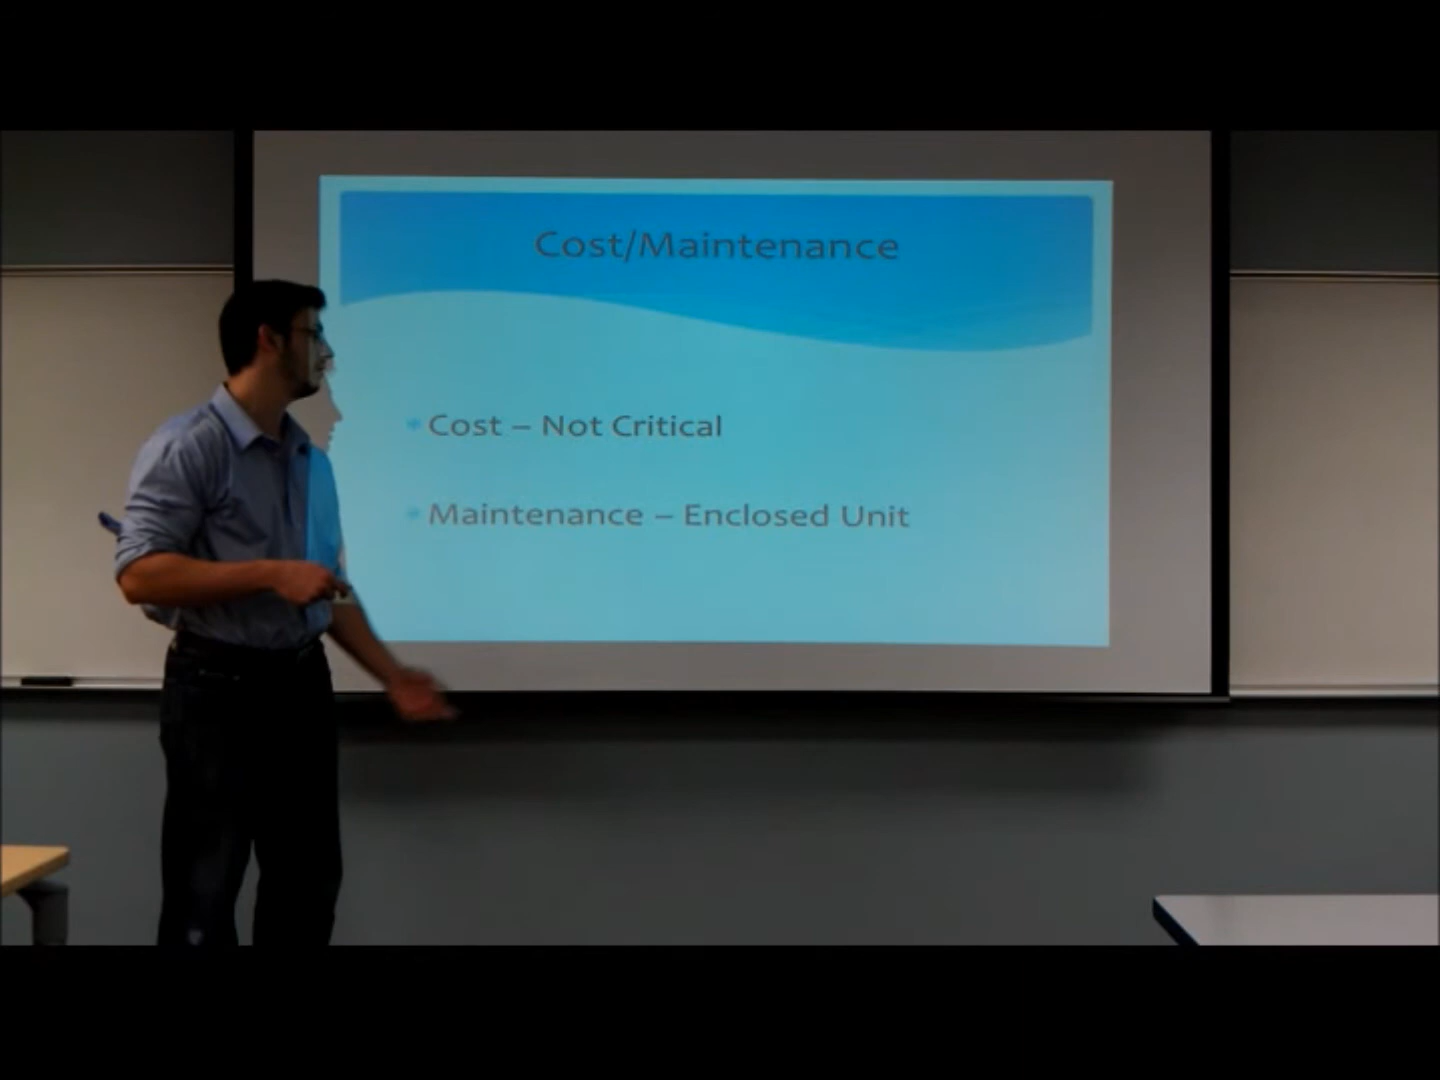 Cost/Maintenance
Cost – Not Critical
Maintenance – Enclosed Unit